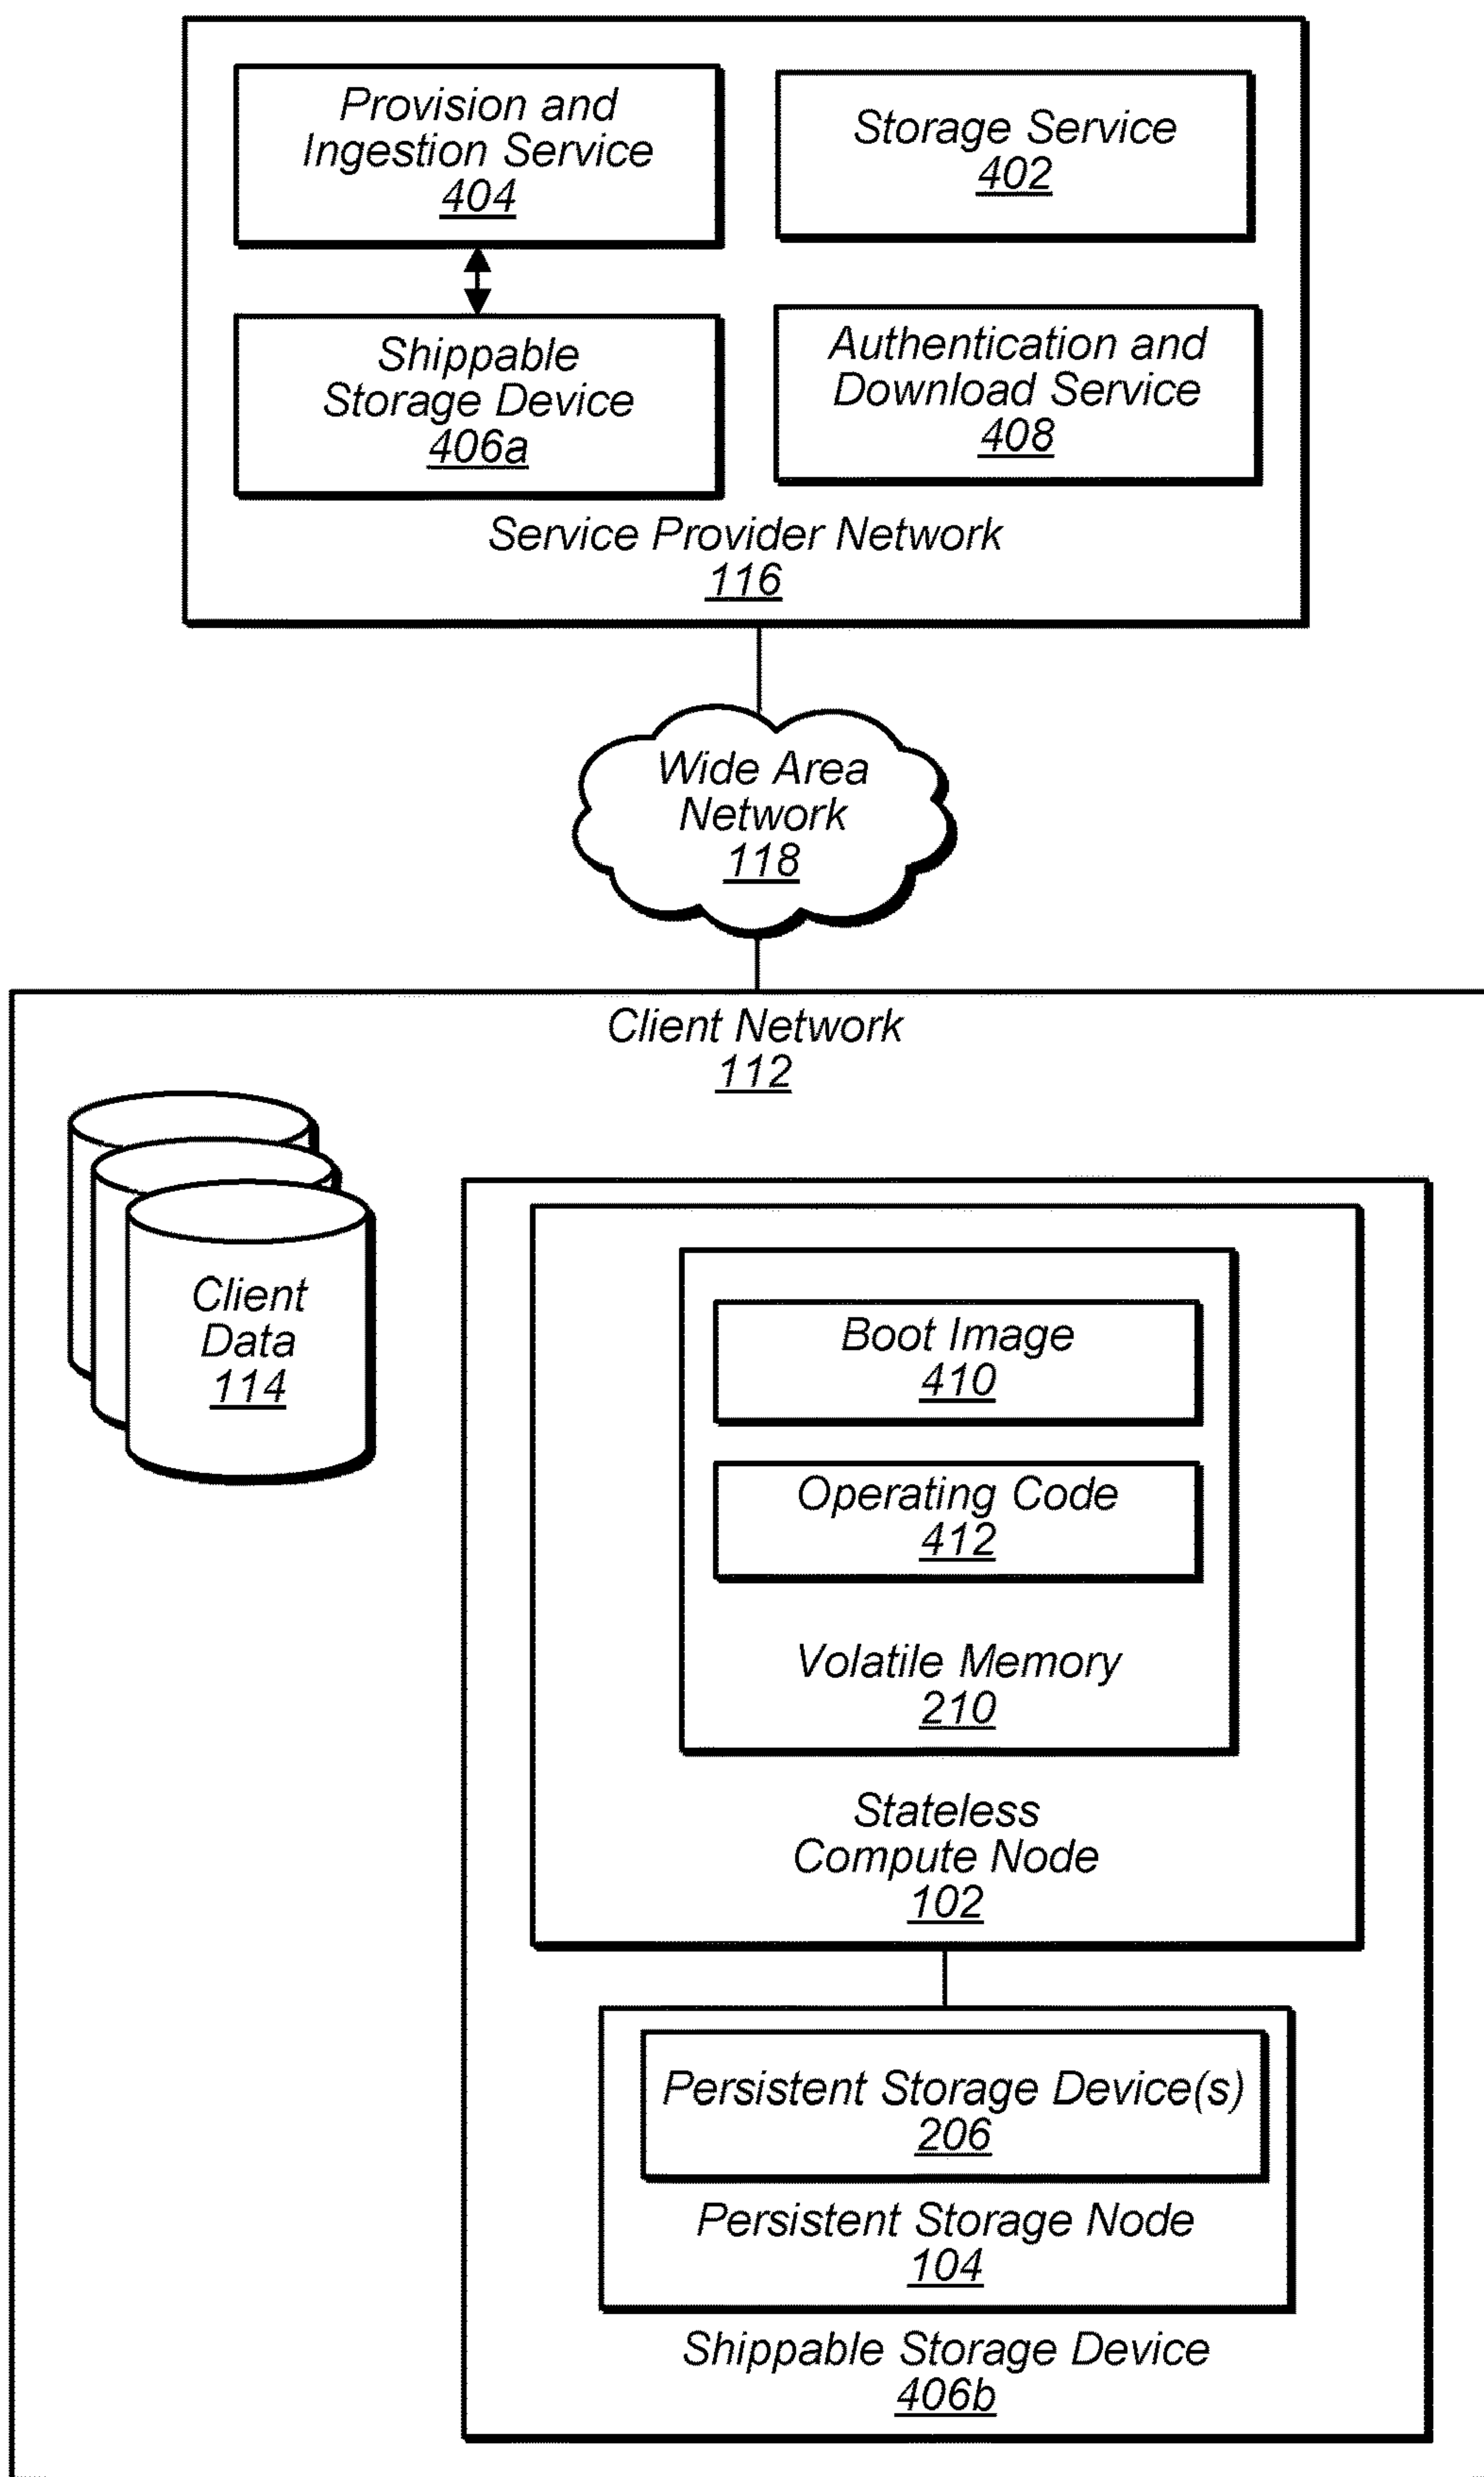 Provision and
Ingestion Service
404
Storage Service
402
Shippable
Storage Device
406a
Authentication and
Download Service
408
Service Provider Network
116
Wide Area
Network
118
Client Network
112
Client
Data
114
Boot Image
410
Operating Code
412
Volatile Memory
210
Stateless
Compute Node
102
Persistent Storage Device(s)
206
Persistent Storage Node
104
Shippable Storage Device
406b